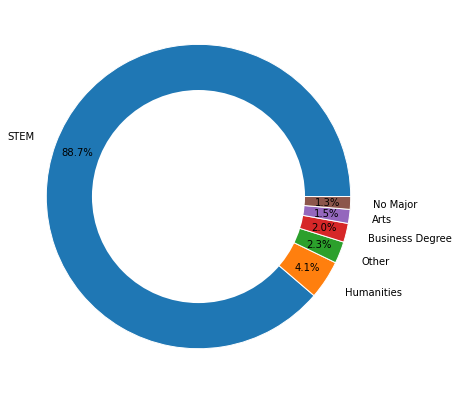 STEM
88.7%
1.3%
No Major
1.5%
Arts
2.0%
Business Degree
2.3%
Other
4.1%
Humanities